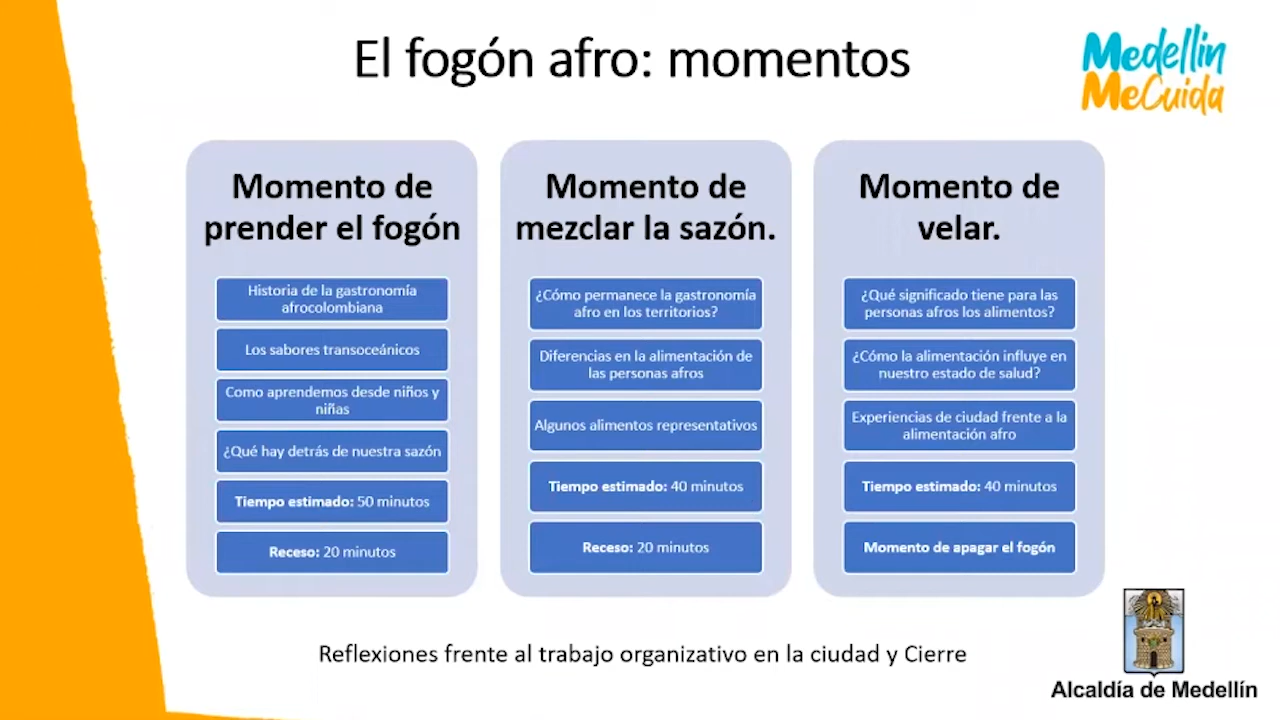 El fogón afro: momentos
Medellín
MeCuida
Momento de
prender el fogón
Historia de la gastronomía
afrocolombiana
Los sabores transoceánicos
Como aprendemos desde niños y
niñas
¿Qué hay detrás de nuestra sazón
Tiempo estimado: 50 minutos
Receso: 20 minutos
Momento de
mezclar la sazón.
¿Cómo permanece la gastronomía
afro en los territorios?
Diferencias en la alimentación de
las personas afros
Algunos alimentos representativos
Tiempo estimado: 40 minutos
Receso: 20 minutos
Momento de
velar.
¿Qué significado tiene para las
personas afros los alimentos?
¿Cómo la alimentación influye en
nuestro estado de salud?
Experiencias de ciudad frente a la
alimentación afro
Tiempo estimado: 40 minutos
Momento de apagar el fogón
Reflexiones frente al trabajo organizativo en la ciudad y Cierre
Alcaldía de Medellín